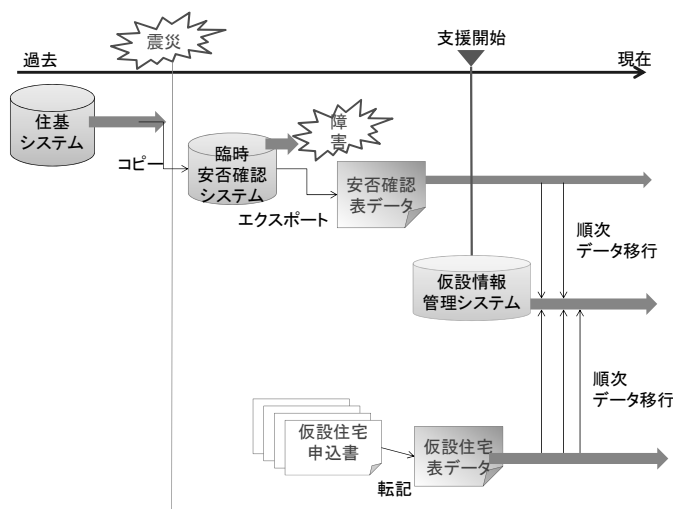 震災
支援開始
過去
現在
住基
システム
コピー
臨時
安否確認
システム
障
害
エクスポート
安否確認
表データ
順次
データ移行
仮設情報
管理システム
順次
データ移行
仮設住宅
申込書
転記
仮設住宅
表データ